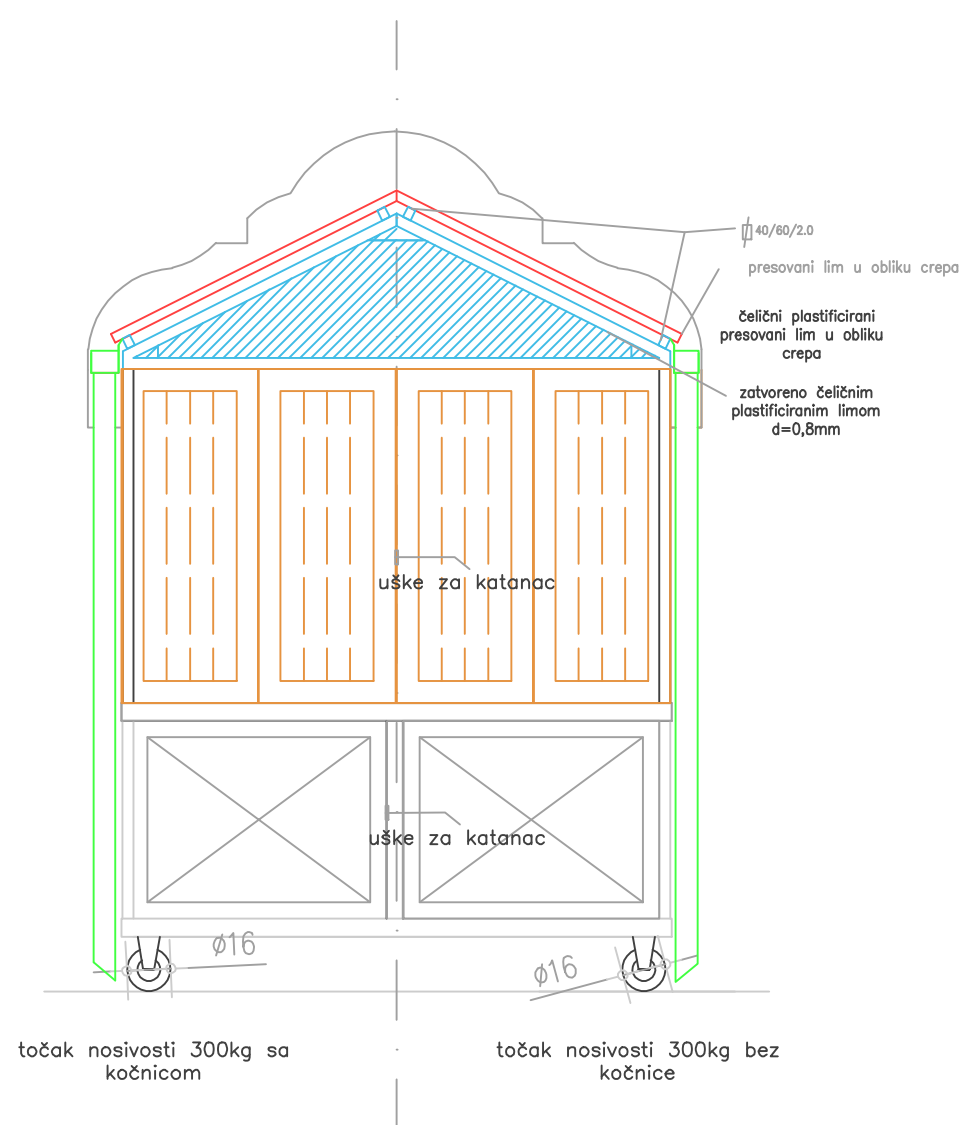 40/60/2.0
presovani lim u obliku crepa
čelični plastificirani
presovani lim u obliku
crepa
zatvoreno čeličnim
plastificiranim limom
d=0,8mm
uške za katanac
uške za katanac
ø16
ø16
točak nosivosti 300kg sa
kočnicom
točak nosivosti 300kg bez
kočnice